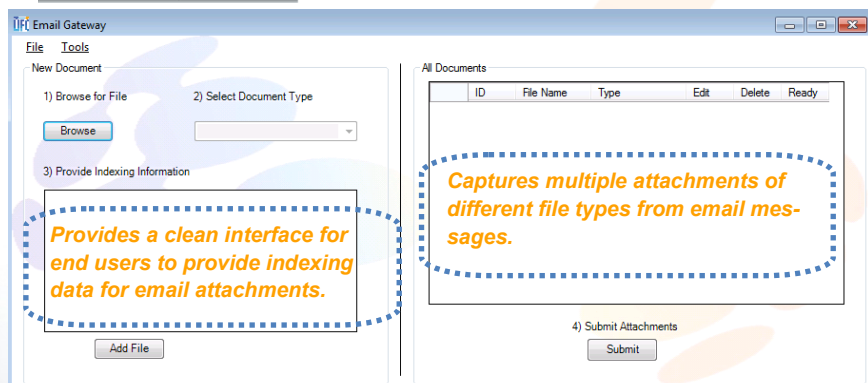 Email Gateway
File Tools
New Document
1) Browse for File 2) Select Document Type
Browse
3) Provide Indexing Information
Provides a clean interface for
end users to provide indexing
data for email attachments.
Add File
All Documents
ID File Name Type Edit Delete Ready
Captures multiple attachments of
different file types from email mes-
sages.
4) Submit Attachments
Submit